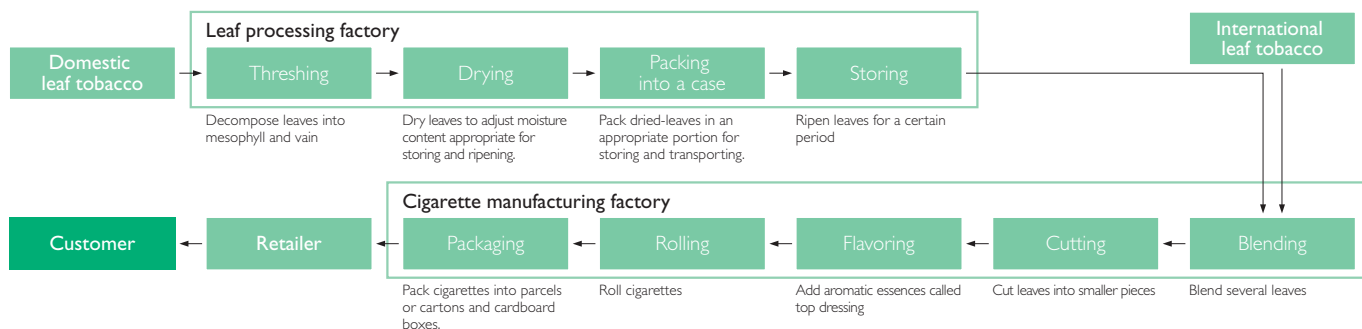 Leaf processing factory
International
leaf tobacco
Domestic
leaf tobacco
Threshing
Drying
Packing
into a case
Storing
Decompose leaves into
mesophyll and vain
Dry leaves to adjust moisture
content appropriate for
storing and ripening.
Pack dried-leaves in an
appropriate portion for
storing and transporting.
Ripen leaves for a certain
period
Cigarette manufacturing factory
Customer
Retailer
Packaging
Rolling
Flavoring
Cutting
Blending
Pack cigarettes into parcels
or cartons and cardboard
boxes.
Roll cigarettes
Add aromatic essences called
top dressing
Cut leaves into smaller pieces
Blend several leaves